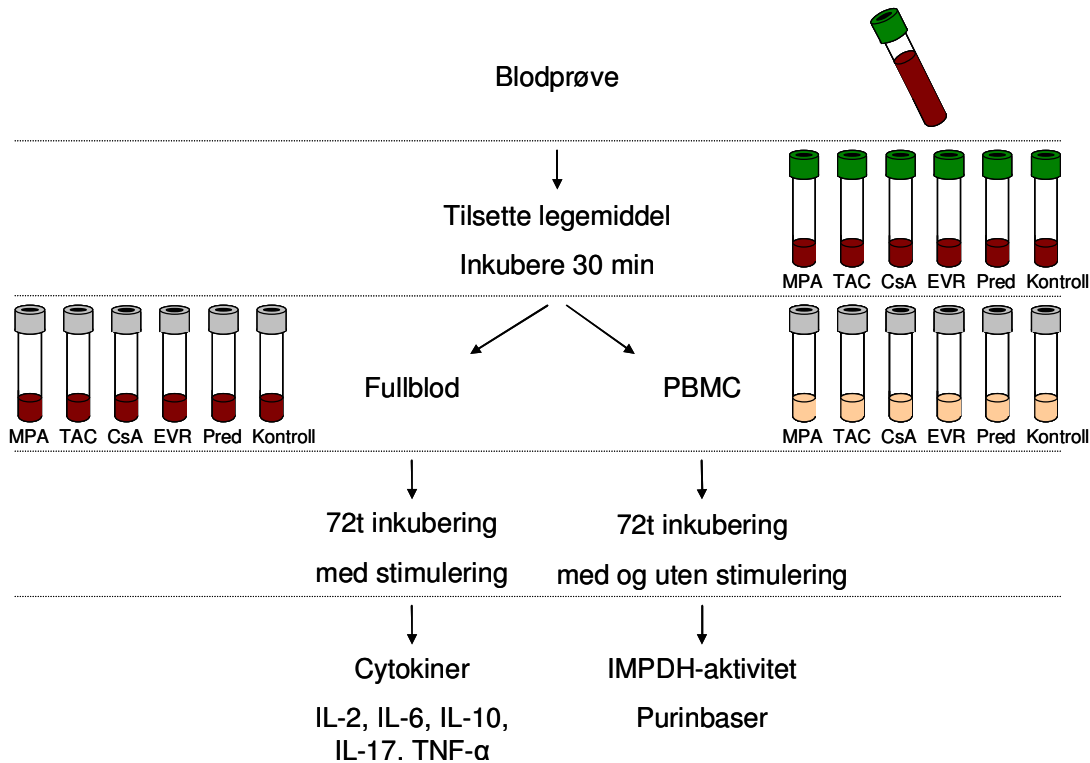 Blodprøve
Tilsette legemiddel
Inkubere 30 min
MPA TAC CsA EVR Pred Kontroll
MPA TAC CsA EVR Pred Kontroll
Fullblod
PBMC
MPA TAC CsA EVR Pred Kontroll
72t inkubering
med stimulering
72t inkubering
med og uten stimulering
Cytokiner
IL-2, IL-6, IL-10,
IL-17, TNF-α
IMPDH-aktivitet
Purinbaser